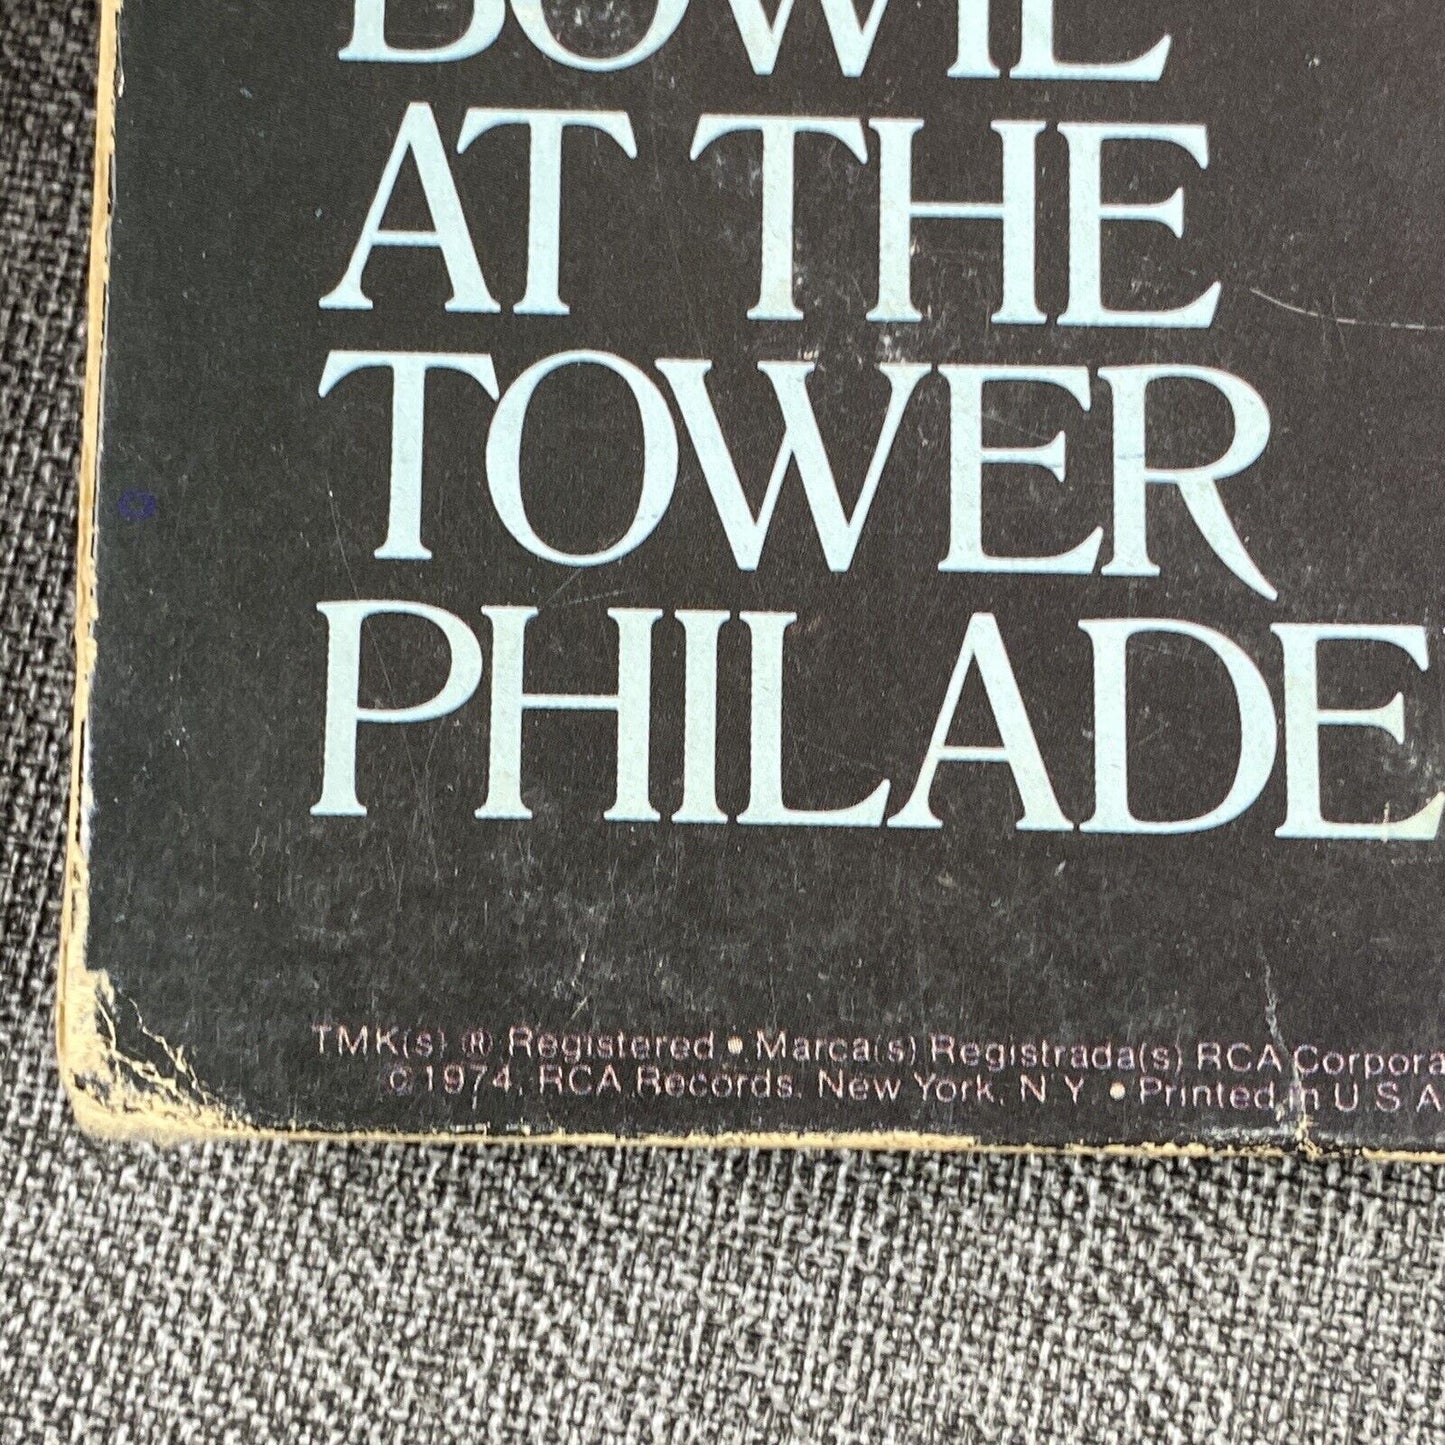 BOWIE
AT THE
TOWER
PHILADE
TMK(s) ® Registered • Marca(s) Registrada(s) RCA Corpora
©1974, RCA Records, New York, N.Y. • Printed in U.S.A